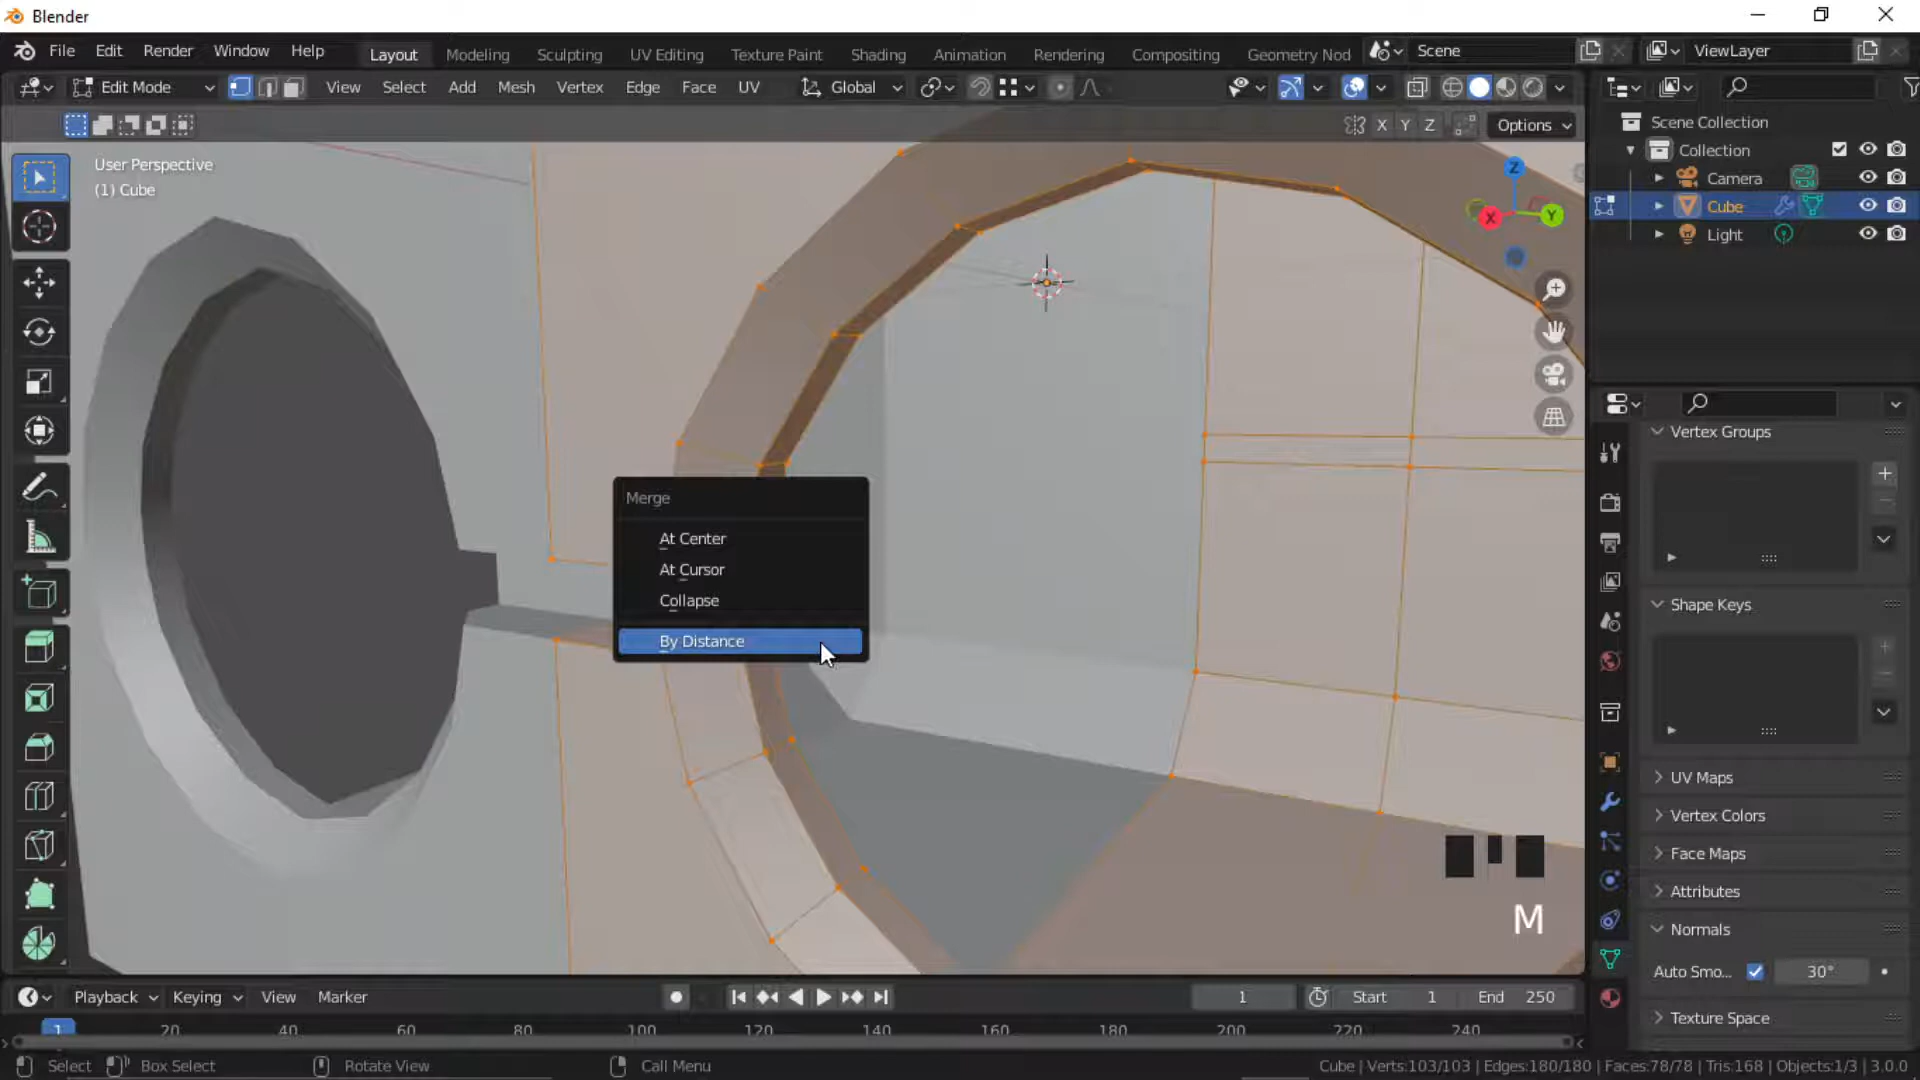 Blender
File Edit Render Window Help Layout Modeling Sculpting UV Editing Texture Paint Shading Animation Rendering Compositing Geometry Nod Scene ViewLayer
Edit Mode View Select Add Mesh Vertex Edge Face UV Global
X Y Z Options
User Perspective
(1) Cube
Z
X Y
Scene Collection
Collection
Camera
Cube
Light
Merge
At Center
At Cursor
Collapse
By Distance
M
Vertex Groups
Shape Keys
UV Maps
Vertex Colors
Face Maps
Attributes
Normals
Auto Smo... 30°
Texture Space
Playback Keying View Marker 1 Start 1 End 250
1 20 40 60 80 100 120 140 160 180 200 220 240
Select Box Select Rotate View Call Menu Cube | Verts:103/103 | Edges:180/180 | Faces:78/78 | Tris:168 | Objects:1/3 | 3.0.0